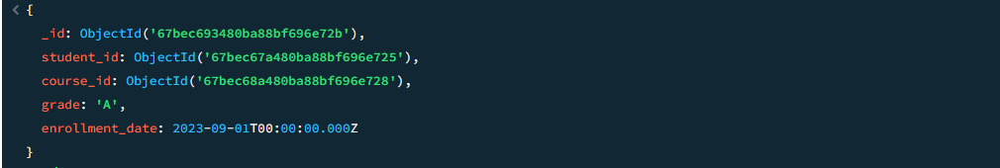 < {
_id: ObjectId('67bec693480ba88bf696e72b'),
student_id: ObjectId('67bec67a480ba88bf696e725'),
course_id: ObjectId('67bec68a480ba88bf696e728'),
grade: 'A',
enrollment_date: 2023-09-01T00:00:00.000Z
}